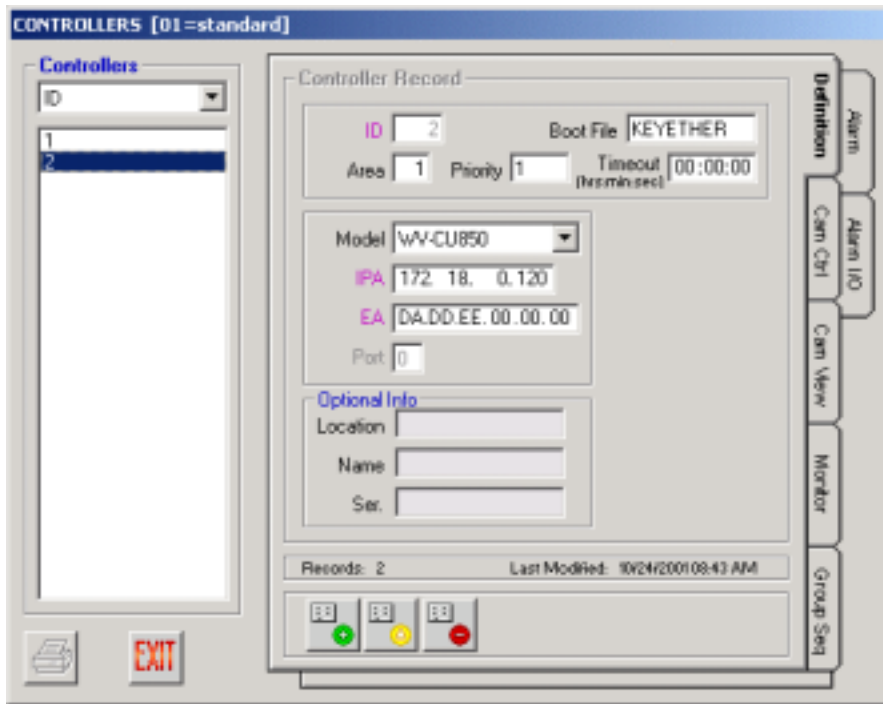 CONTROLLERS [01=standard]
Controllers
ID
1
2
Controller Record
ID 2 Boot File KEYETHER
Area 1 Priority 1 Timeout 00:00:00
(hrs:min:sec)
Model WV-CU850
IPA 172. 18. 0.120
EA DA.DD.EE.00.00.00
Port 0
Optional Info
Location
Name
Ser.
Records: 2 Last Modified: 10/24/2001 08:43 AM
EXIT
Definition
Cam Ctrl
Cam View
Monitor
Group Seq
Alarm
Alarm I/O